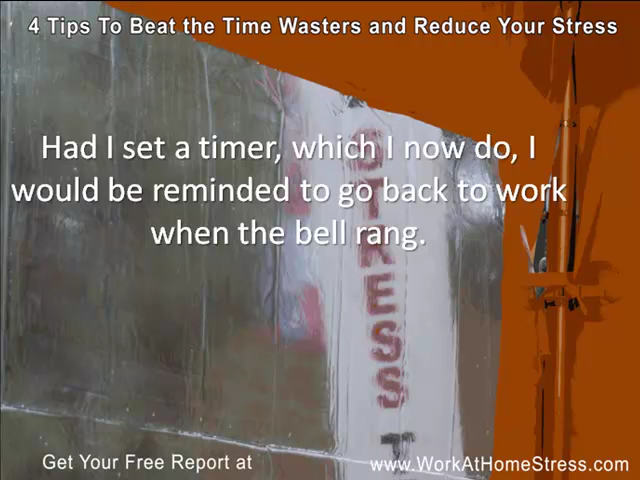 4 Tips To Beat the Time Wasters and Reduce Your Stress
Had I set a timer, which I now do, I
would be reminded to go back to work
when the bell rang.
STRESS T
Get Your Free Report at
www.WorkAtHomeStress.com